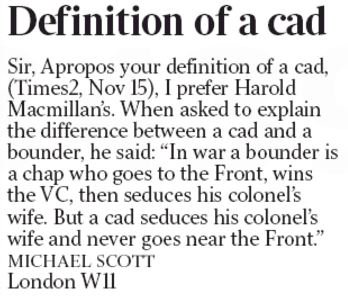 Definition of a cad
Sir, Apropos your definition of a cad,
(Times2, Nov 15), I prefer Harold
Macmillan's. When asked to explain
the difference between a cad and a
bounder, he said: “In war a bounder is
a chap who goes to the Front, wins
the VC, then seduces his colonel's
wife. But a cad seduces his colonel's
wife and never goes near the Front.”
MICHAEL SCOTT
London W11